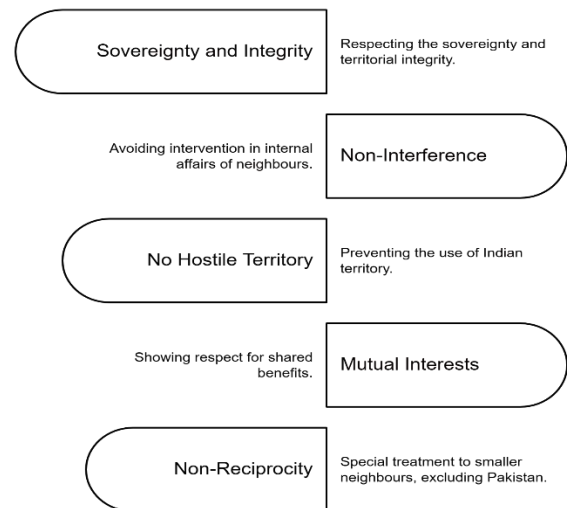 Sovereignty and Integrity
Respecting the sovereignty and
territorial integrity.
Avoiding intervention in internal
affairs of neighbours.
Non-Interference
No Hostile Territory
Preventing the use of Indian
territory.
Showing respect for shared
benefits.
Mutual Interests
Non-Reciprocity
Special treatment to smaller
neighbours, excluding Pakistan.